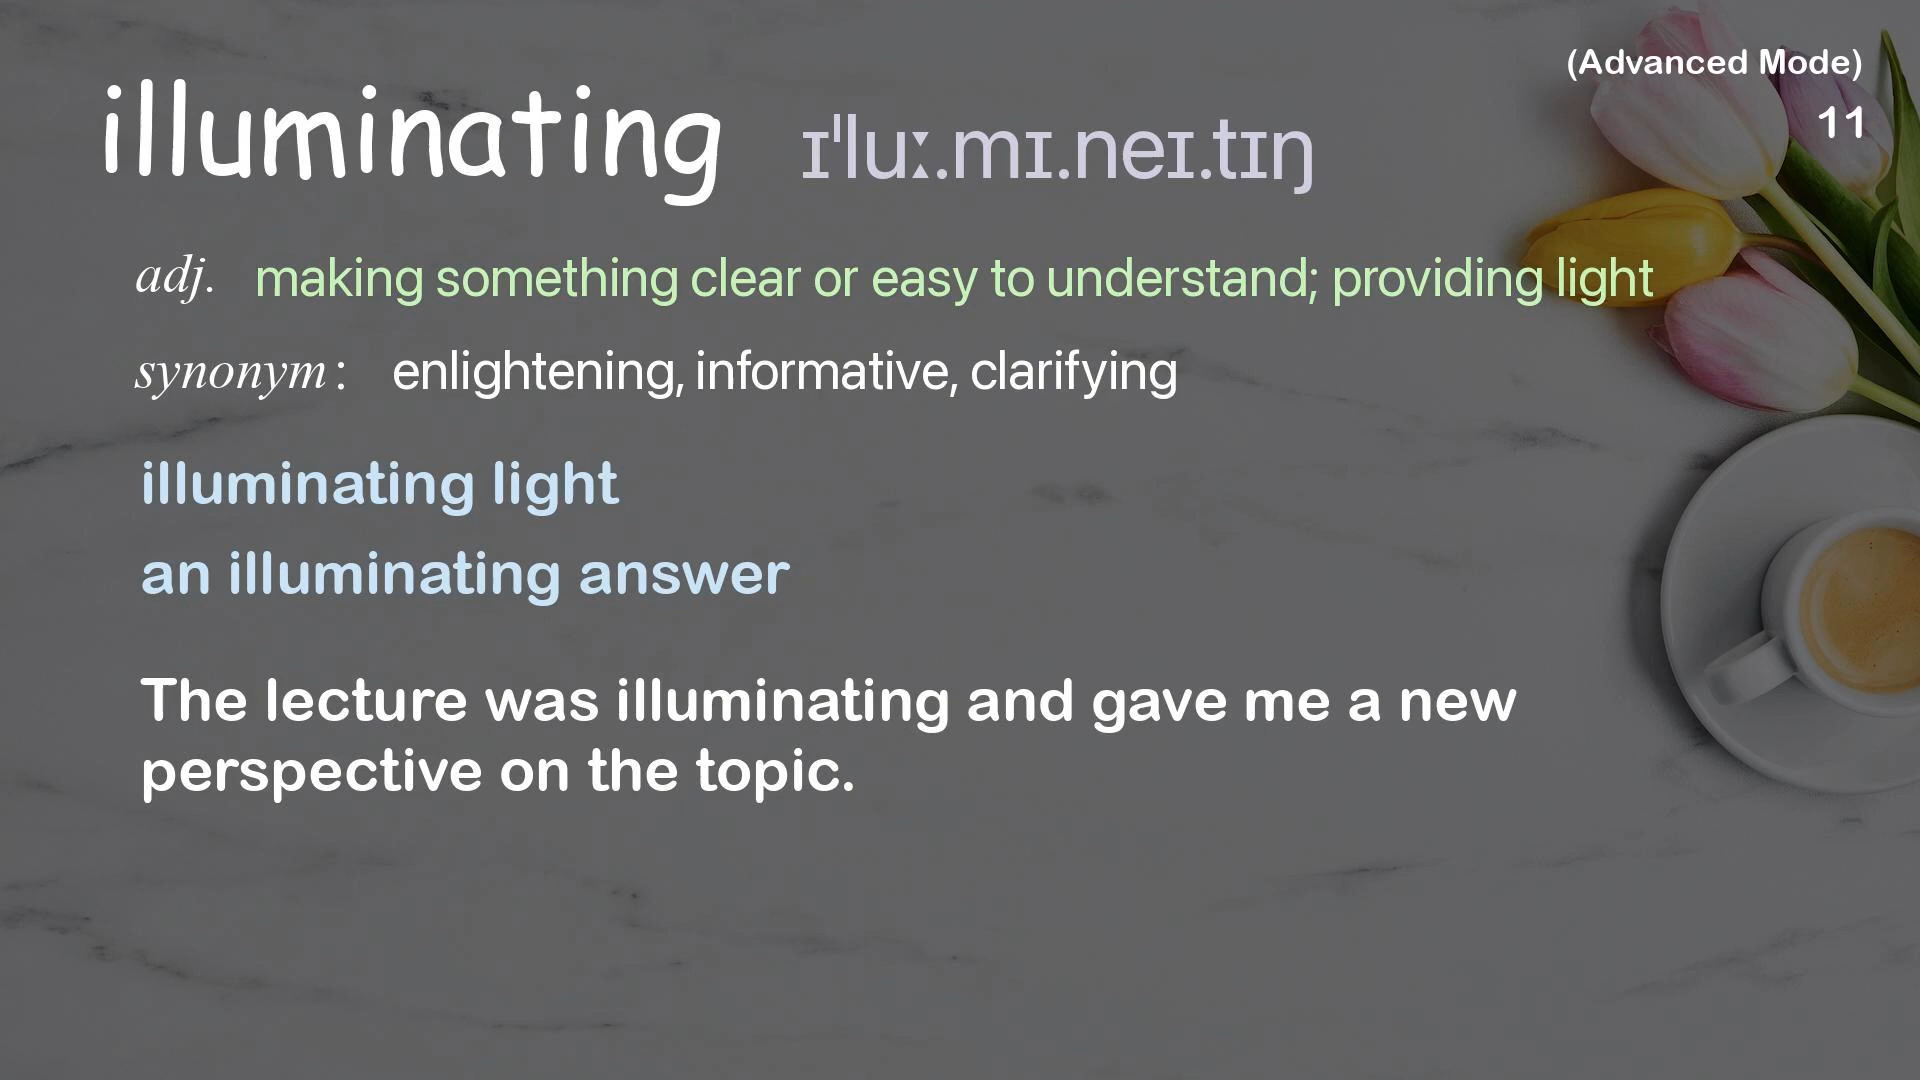 (Advanced Mode)
11
illuminating ɪˈluː.mɪ.neɪ.tɪŋ
adj. making something clear or easy to understand; providing light
synonym : enlightening, informative, clarifying
illuminating light
an illuminating answer
The lecture was illuminating and gave me a new
perspective on the topic.